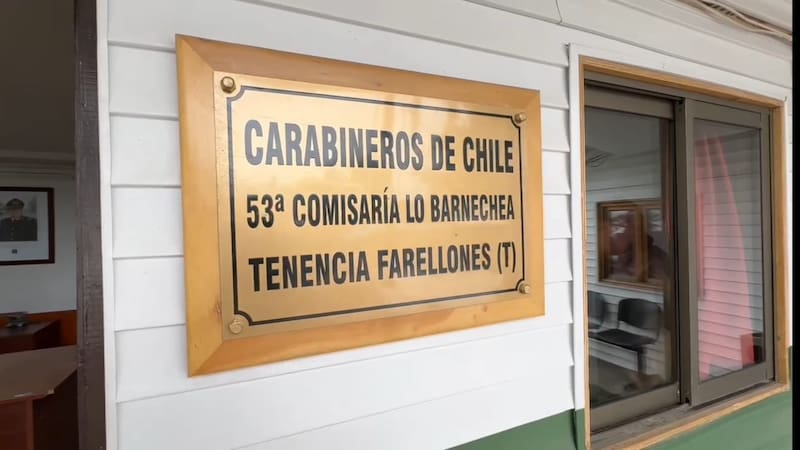 CARABINEROS DE CHILE
53ª COMISARÍA LO BARNECHEA
TENENCIA FARELLONES (T)